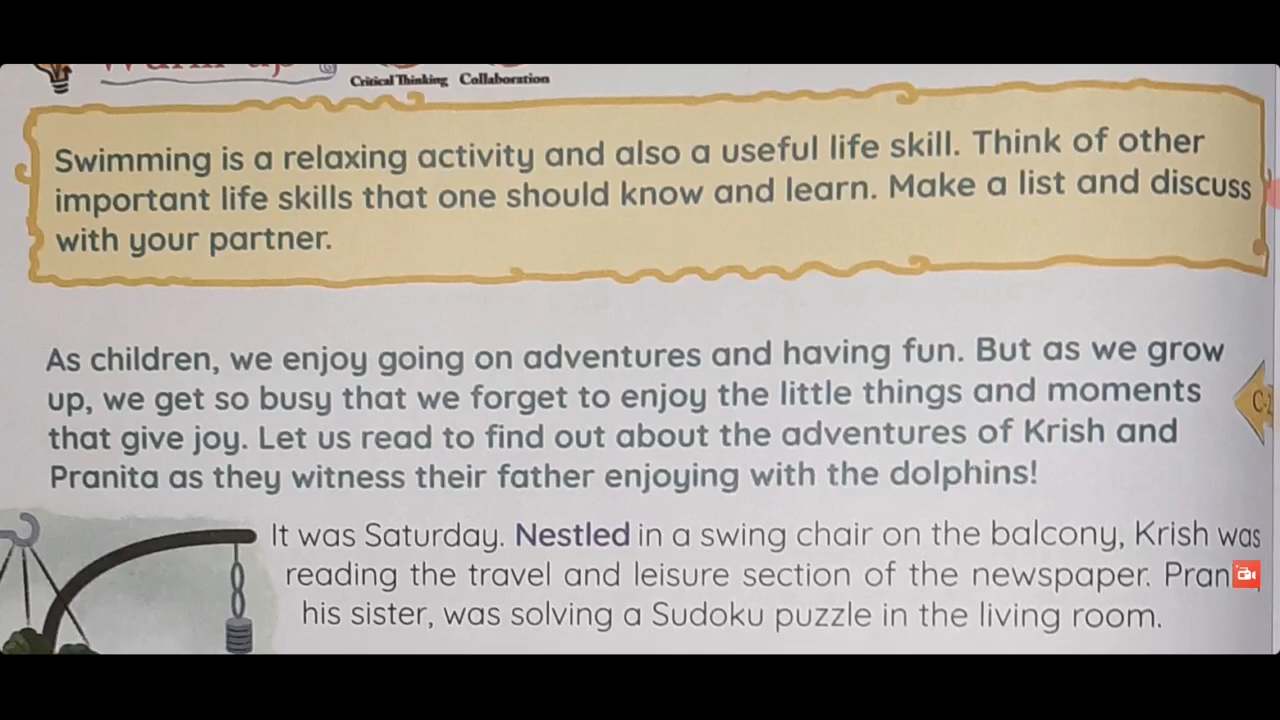 Critical Thinking Collaboration
Swimming is a relaxing activity and also a useful life skill. Think of other
important life skills that one should know and learn. Make a list and discuss
with your partner.
As children, we enjoy going on adventures and having fun. But as we grow
up, we get so busy that we forget to enjoy the little things and moments
that give joy. Let us read to find out about the adventures of Krish and
Pranita as they witness their father enjoying with the dolphins!
It was Saturday. Nestled in a swing chair on the balcony, Krish was
reading the travel and leisure section of the newspaper.
his sister, was solving a Sudoku puzzle in the living room.